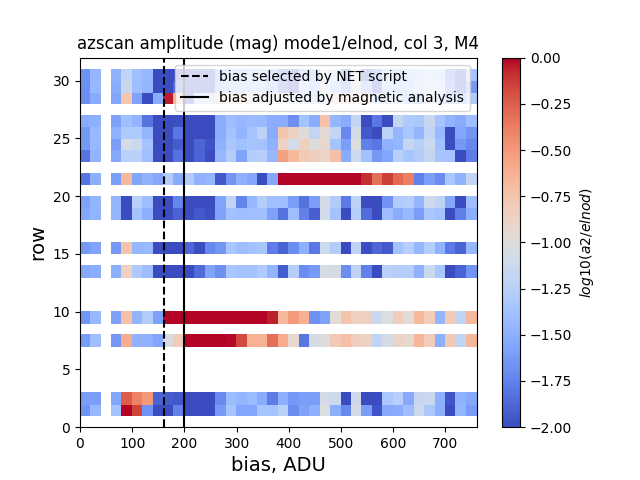 azscan amplitude (mag) mode1/elnod, col 3, M4
bias selected by NET script
bias adjusted by magnetic analysis
row
30
25
20
15
10
5
0
0 100 200 300 400 500 600 700
bias, ADU
0.00
−0.25
−0.50
−0.75
−1.00
−1.25
−1.50
−1.75
−2.00
log10(a2/elnod)